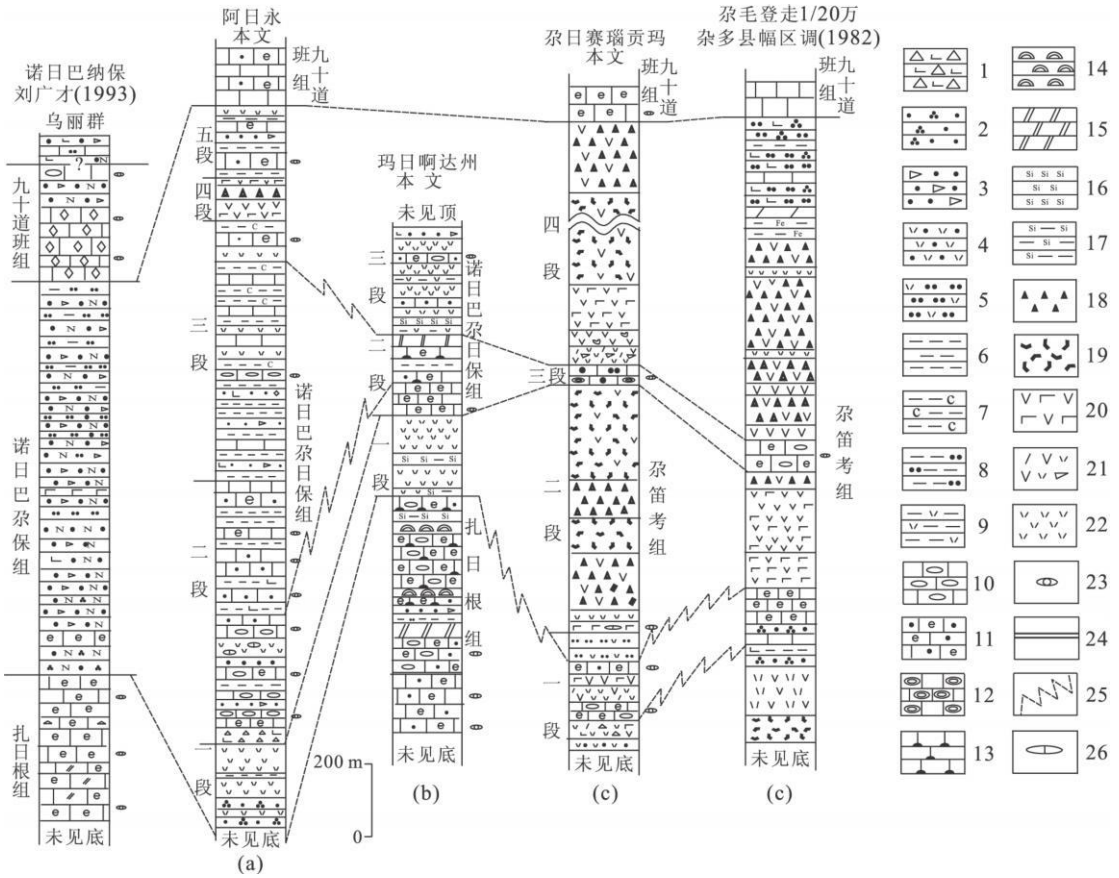 诺日巴纳保
刘广才(1993)
乌丽群
?
九十道班组
诺日巴尕保组
扎日根组
未见底
阿日永
本文
九十道
班组
五段
四段
三段
二段
一段
诺日巴尕日保组
未见底
(a)
玛日啊达州
本文
未见顶
三段
二段
一段
诺日巴尕日保组
扎日根组
未见底
(b)
200 m
0
尕日赛瑙贡玛
本文
九十道
班组
四段
三段
二段
一段
尕笛考组
未见底
(c)
尕毛登走1/20万
杂多县幅区调(1982)
九十道
班组
尕笛考组
未见底
(c)
1
2
3
4
5
6
7
8
9
10
11
12
13
14
15
16
17
18
19
20
21
22
23
24
25
26